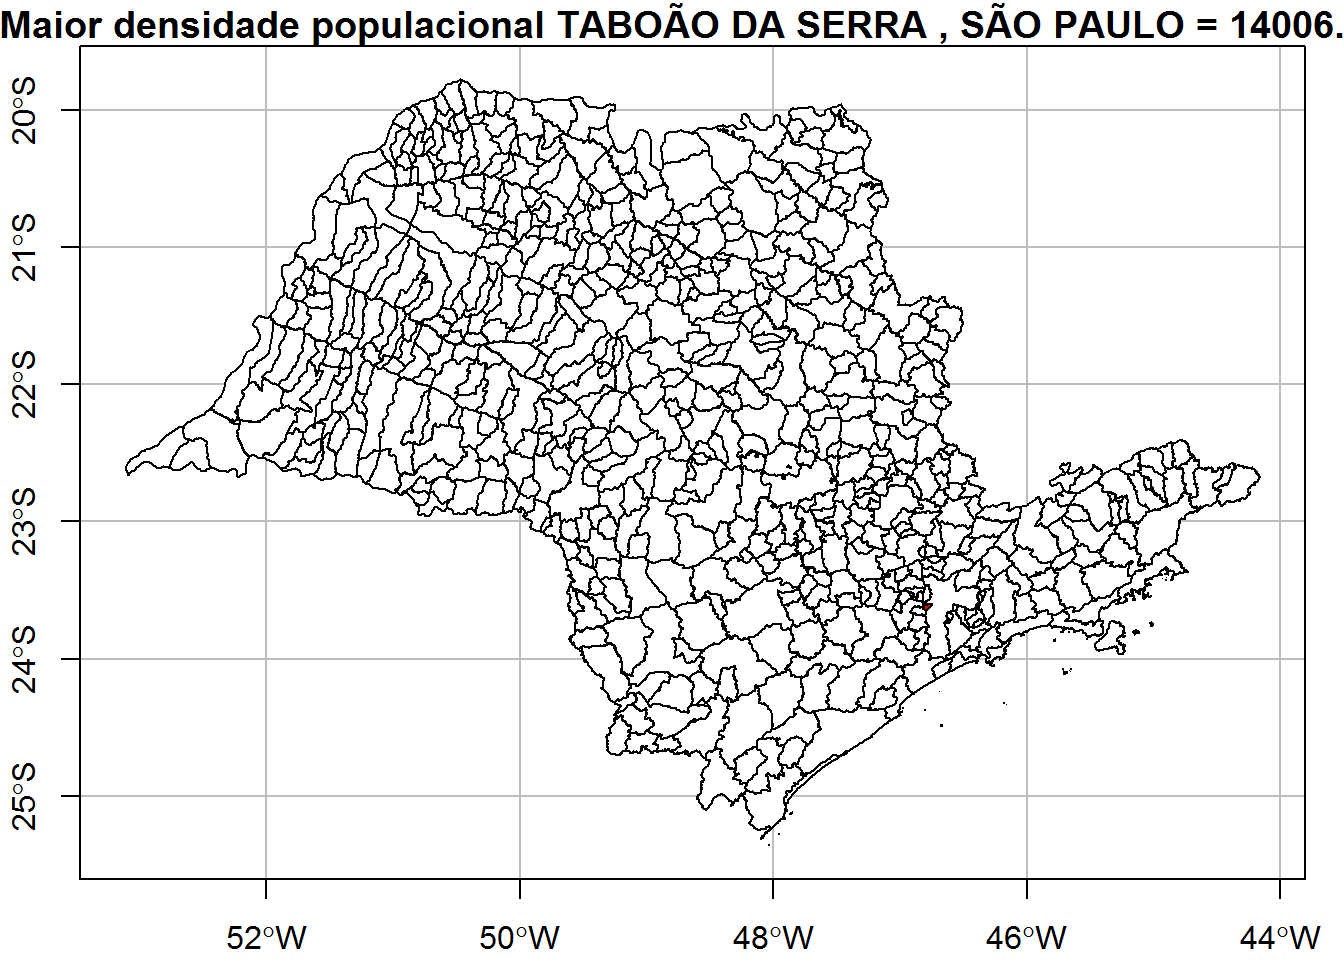 Maior densidade populacional TABOÃO DA SERRA , SÃO PAULO = 14006.
20°S
21°S
22°S
23°S
24°S
25°S
52°W
50°W
48°W
46°W
44°W